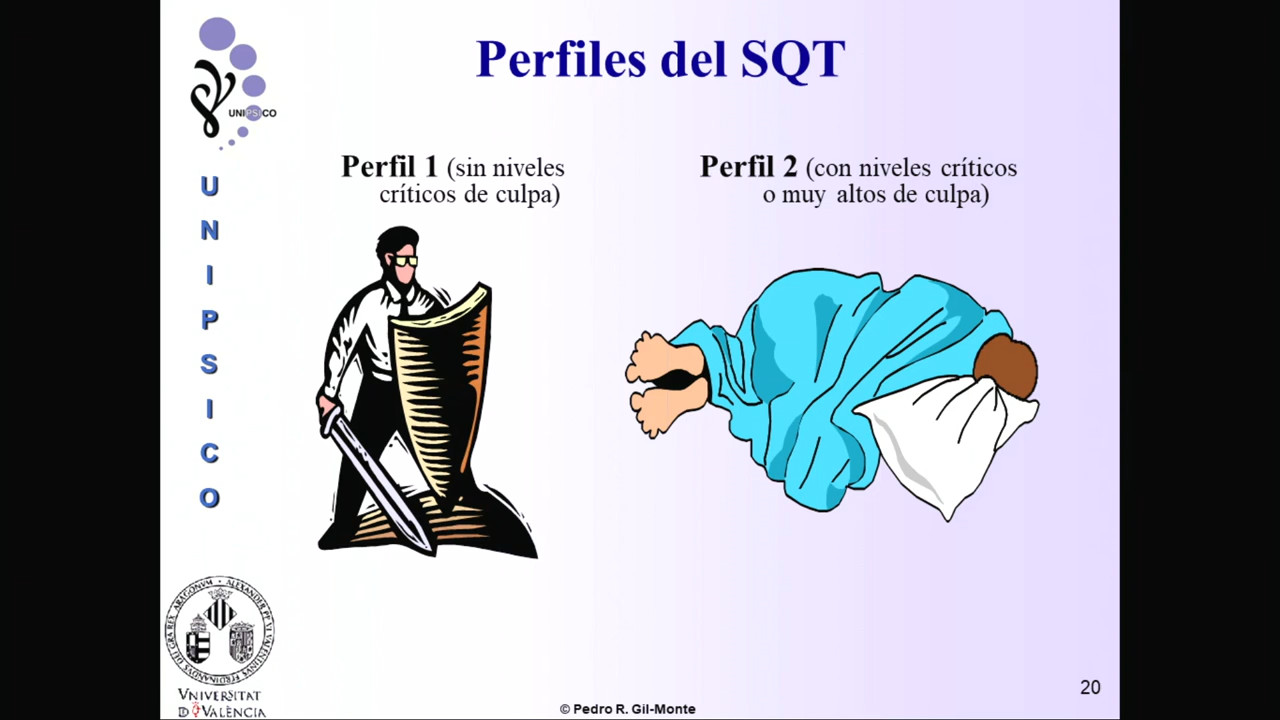 Perfiles del SQT
UNIPSICO
Perfil 1 (sin niveles
críticos de culpa)
Perfil 2 (con niveles críticos
o muy altos de culpa)
U
N
I
P
S
I
C
O
VNIVERSITAT
D VALÈNCIA
© Pedro R. Gil-Monte
20